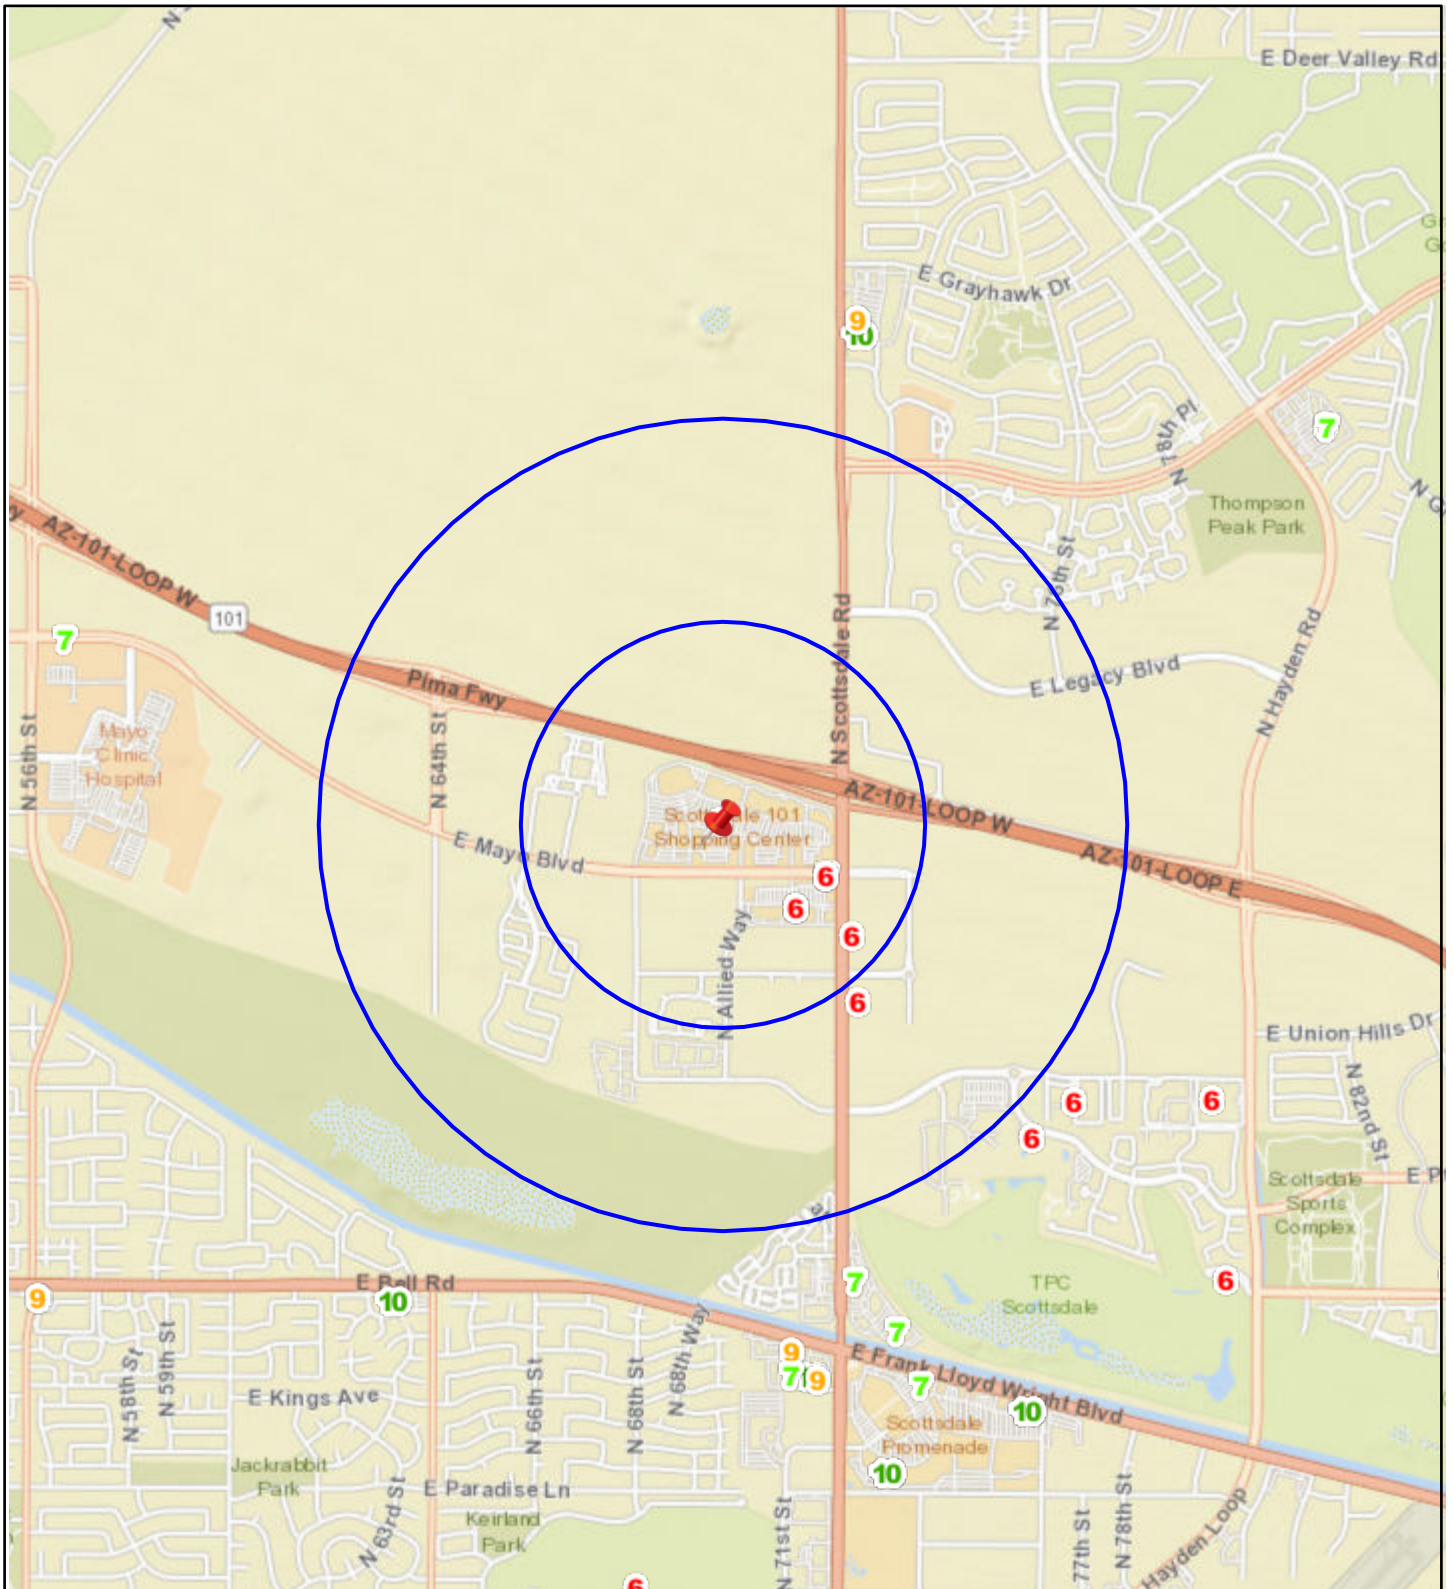 E Deer Valley Rd
E Grayhawk Dr
9
10
7
N 78th Pl
Thompson
Peak Park
AZ-101-LOOP W
101
N 76th St
N Scottsdale Rd
7
E Legacy Blvd
N Hayden Rd
Pima Fwy
Mayo
Clinic
Hospital
N 56th St
N 64th St
AZ-101-LOOP W
Shopping Center
E Mayo Blvd
AZ-101-LOOP E
6
6
6
N Allied Way
6
E Union Hills Dr
N 82nd St
6
6
6
Scottsdale
Sports
Complex
E Bell Rd
7
TPC
Scottsdale
6
9
10
7
N 58th St
N 59th St
N 66th St
N 68th St
N 68th Way
9
7
9
E Frank Lloyd Wright Blvd
7
E Kings Ave
10
Scottsdale
Promenade
Jackrabbit
Park
10
E Paradise Ln
N 63rd St
Keirland
Park
N 71st St
77th St
N 78th St
Hayden Loop
6